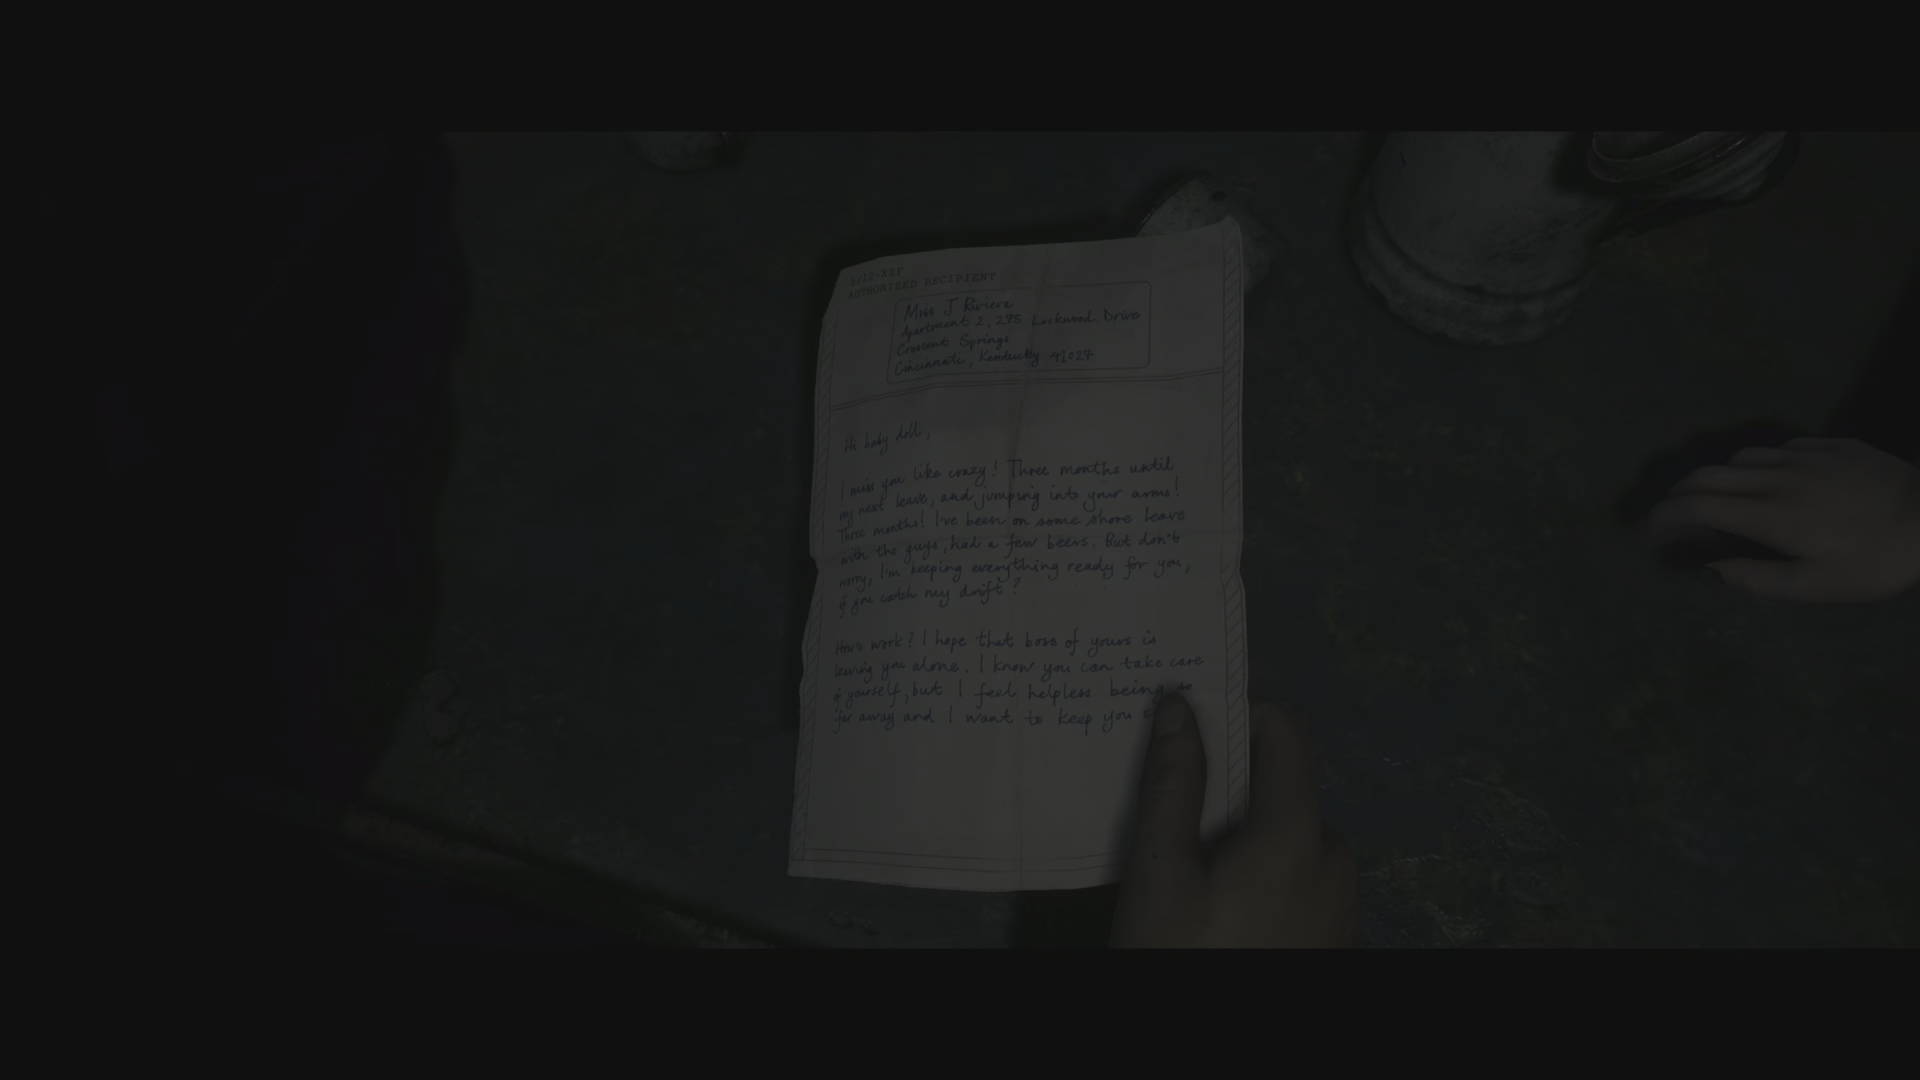 AUTHORIZED RECIPIENT
Miss J Riviera
Apartment 2, 295 Lockwood Drive
Crescent Springs
Cincinnati, Kentucky 41027
Hi baby doll,
I miss you like crazy! Three months until
my next leave, and jumping into your arms!
Three months! I've been on some shore leave
with the guys, had a few beers. But don't
worry, I'm keeping everything ready for you,
if you catch my drift?
How's work? I hope that boss of yours is
leaving you alone. I know you can take care
of yourself, but I feel helpless being so
far away and I want to keep you